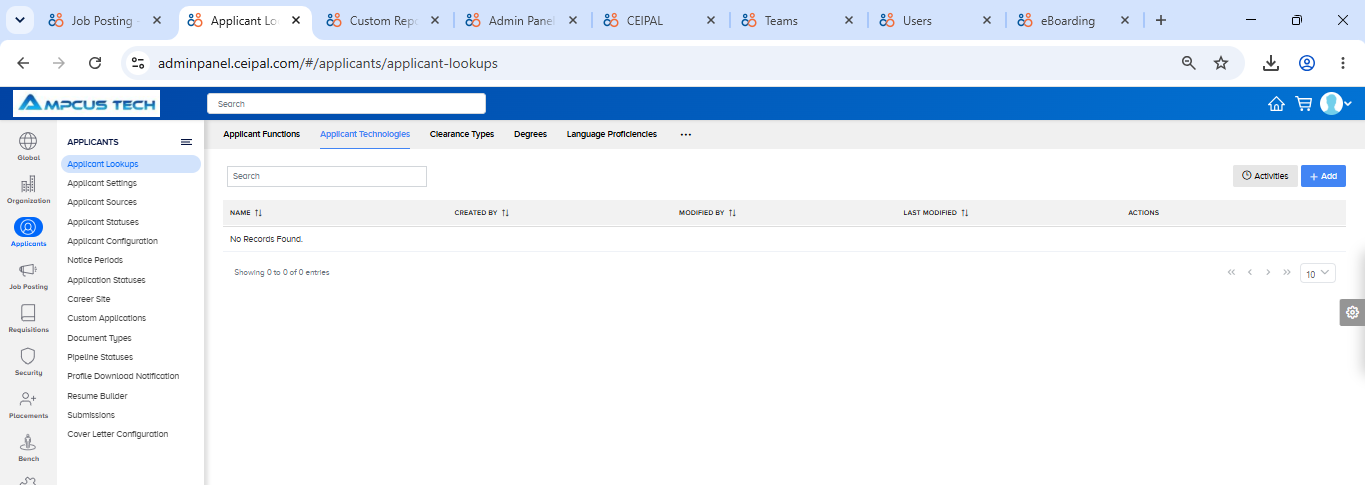 Job Posting -
Applicant Lo
Custom Repo
Admin Panel
CEIPAL
Teams
Users
eBoarding
adminpanel.ceipal.com/#/applicants/applicant-lookups
AMPCUS TECH
Search
Global
Organization
Applicants
Job Posting
Requisitions
Security
Placements
Bench
APPLICANTS
Applicant Lookups
Applicant Settings
Applicant Sources
Applicant Statuses
Applicant Configuration
Notice Periods
Application Statuses
Career Site
Custom Applications
Document Types
Pipeline Statuses
Profile Download Notification
Resume Builder
Submissions
Cover Letter Configuration
Applicant Functions Applicant Technologies Clearance Types Degrees Language Proficiencies ...
Search
Activities
+ Add
NAME CREATED BY MODIFIED BY LAST MODIFIED ACTIONS
No Records Found.
Showing 0 to 0 of 0 entries
10